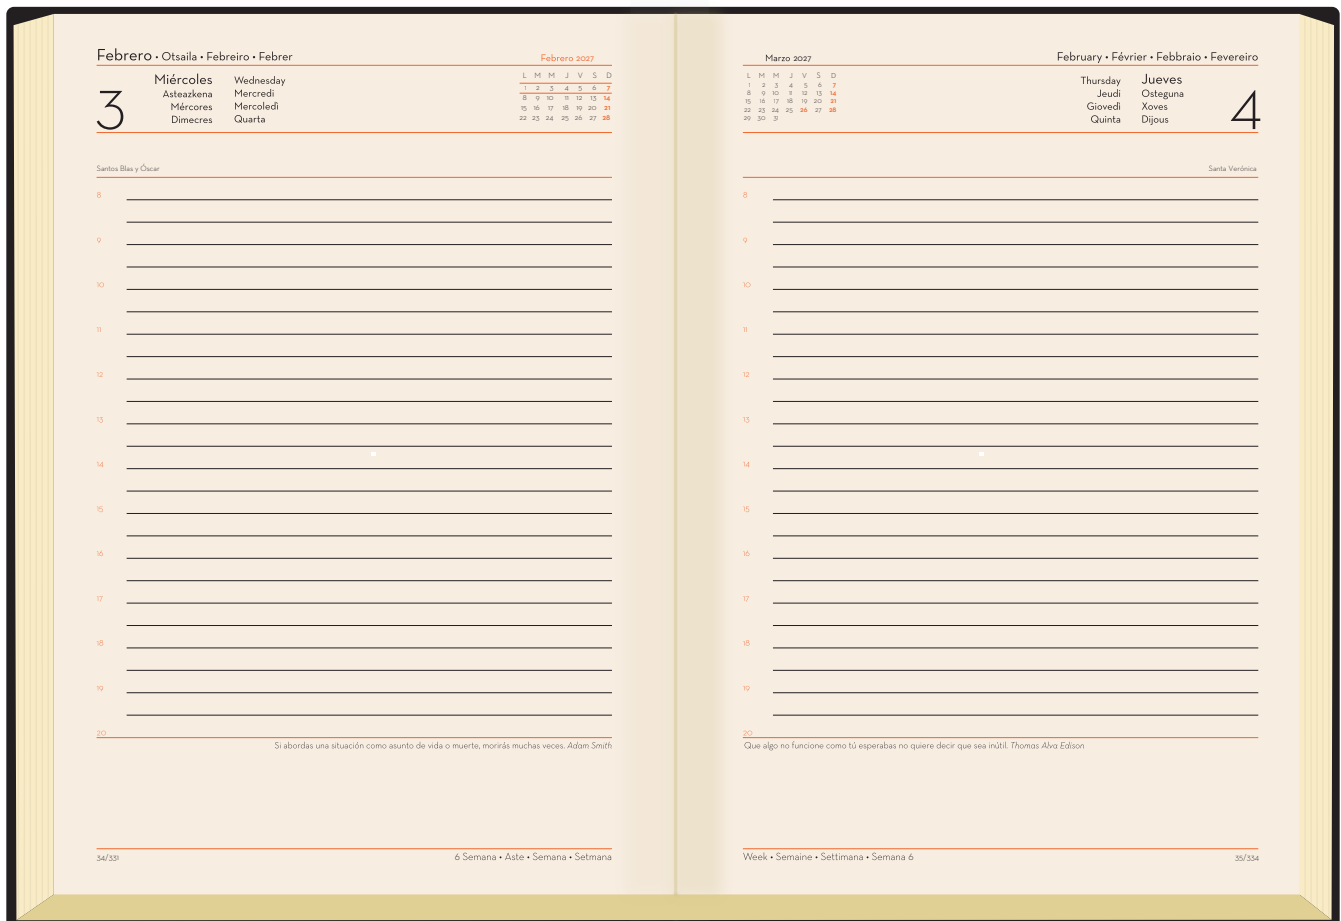 Febrero • Otsaila • Febreiro • Febrer
Febrero 2027
3
Miércoles Wednesday
Asteazkena Mercredi
Mércores Mercoledì
Dimecres Quarta
L M M J V S D
1 2 3 4 5 6 7
8 9 10 11 12 13 14
15 16 17 18 19 20 21
22 23 24 25 26 27 28
Santos Blas y Óscar
8
9
10
11
12
13
14
15
16
17
18
19
20
Si abordas una situación como asunto de vida o muerte, morirás muchas veces. Adam Smith
34/331
6 Semana • Aste • Semana • Setmana
Marzo 2027
February • Février • Febbraio • Fevereiro
L M M J V S D
1 2 3 4 5 6 7
8 9 10 11 12 13 14
15 16 17 18 19 20 21
22 23 24 25 26 27 28
29 30 31
Thursday Jueves
Jeudi Osteguna
Giovedì Xoves
Quinta Dijous
4
Santa Verónica
8
9
10
11
12
13
14
15
16
17
18
19
20
Que algo no funcione como tú esperabas no quiere decir que sea inútil. Thomas Alva Edison
Week • Semaine • Settimana • Semana 6
35/334